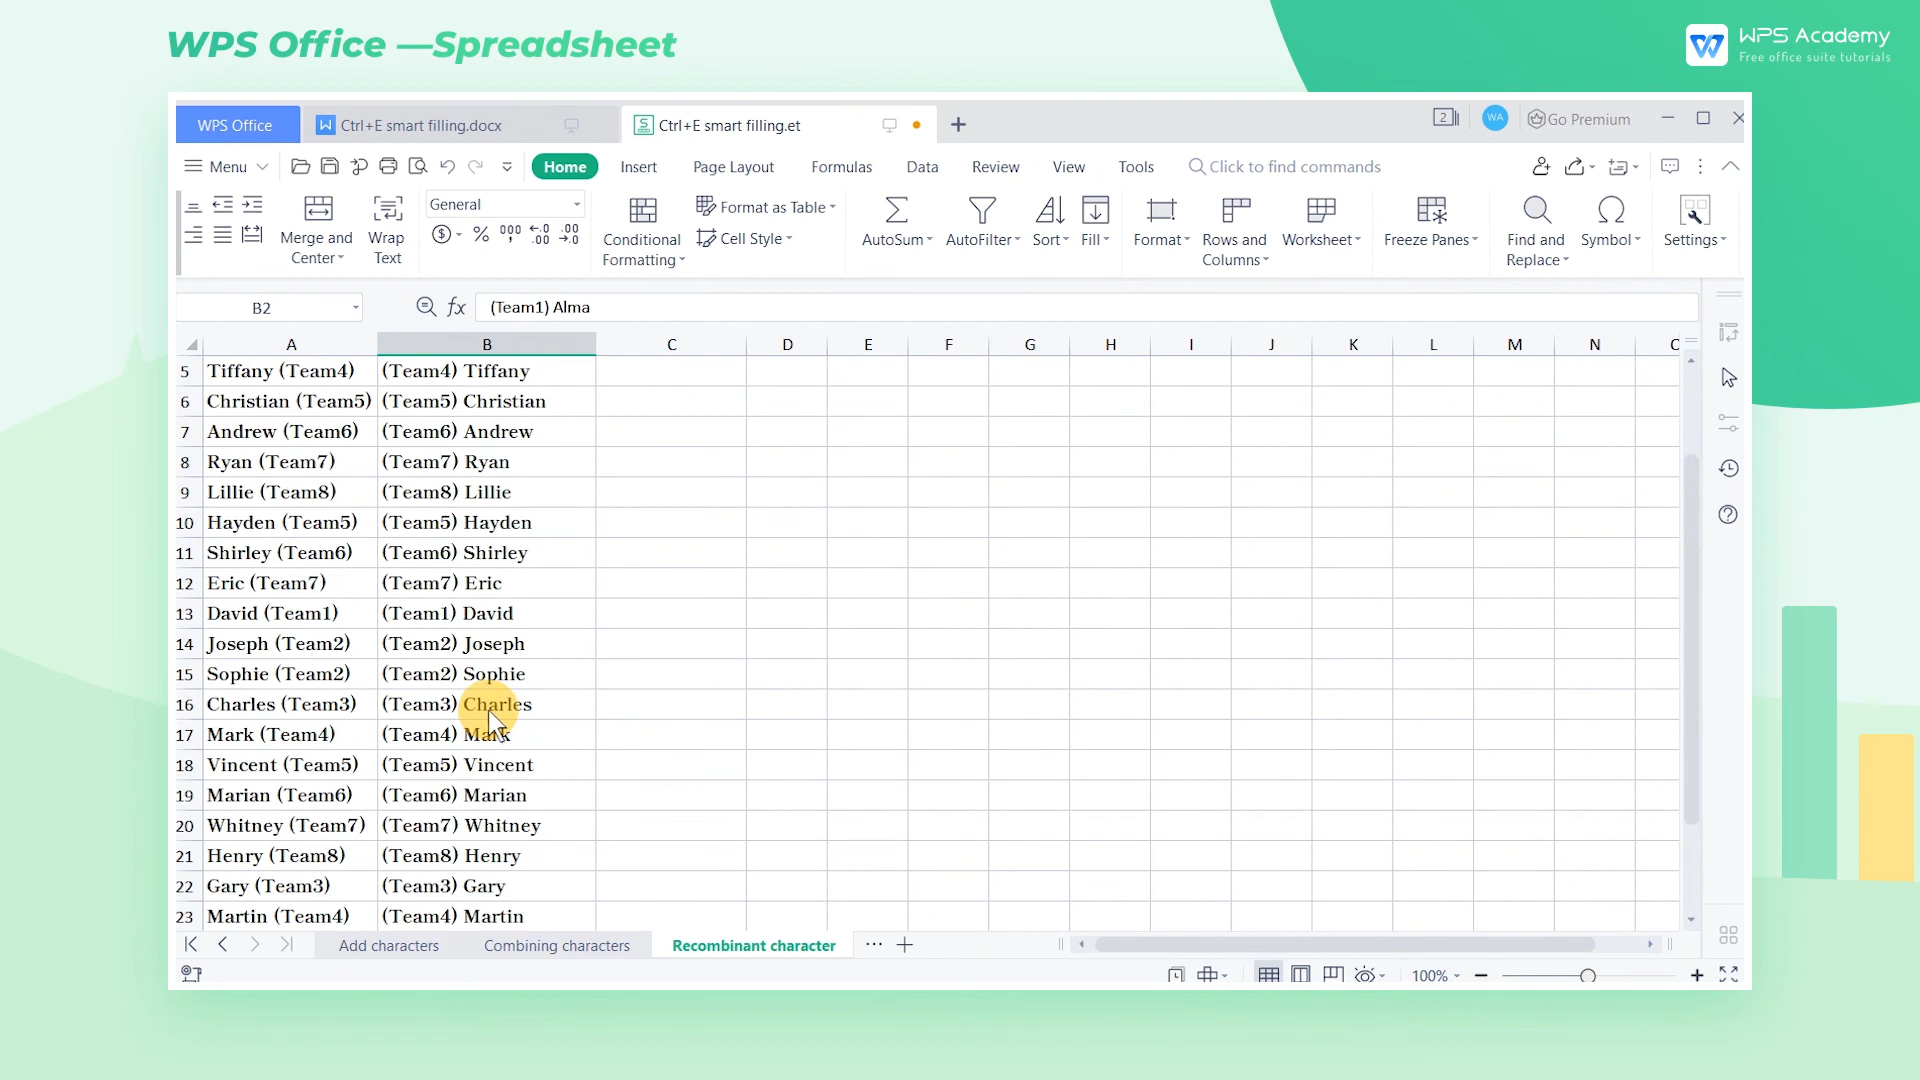 WPS Office —Spreadsheet
WPS Academy
Free office suite tutorials
WPS Office
Ctrl+E smart filling.docx
Ctrl+E smart filling.et
2
WA
Go Premium
Menu
Home
Insert
Page Layout
Formulas
Data
Review
View
Tools
Click to find commands
Merge and Center
Wrap Text
General
Conditional Formatting
Format as Table
Cell Style
AutoSum
AutoFilter
Sort
Fill
Format
Rows and Columns
Worksheet
Freeze Panes
Find and Replace
Symbol
Settings
B2
fx
(Team1) Alma
A B C D E F G H I J K L M N
5 Tiffany (Team4) (Team4) Tiffany
6 Christian (Team5) (Team5) Christian
7 Andrew (Team6) (Team6) Andrew
8 Ryan (Team7) (Team7) Ryan
9 Lillie (Team8) (Team8) Lillie
10 Hayden (Team5) (Team5) Hayden
11 Shirley (Team6) (Team6) Shirley
12 Eric (Team7) (Team7) Eric
13 David (Team1) (Team1) David
14 Joseph (Team2) (Team2) Joseph
15 Sophie (Team2) (Team2) Sophie
16 Charles (Team3) (Team3) Charles
17 Mark (Team4) (Team4) Mark
18 Vincent (Team5) (Team5) Vincent
19 Marian (Team6) (Team6) Marian
20 Whitney (Team7) (Team7) Whitney
21 Henry (Team8) (Team8) Henry
22 Gary (Team3) (Team3) Gary
23 Martin (Team4) (Team4) Martin
Add characters
Combining characters
Recombinant character
100%